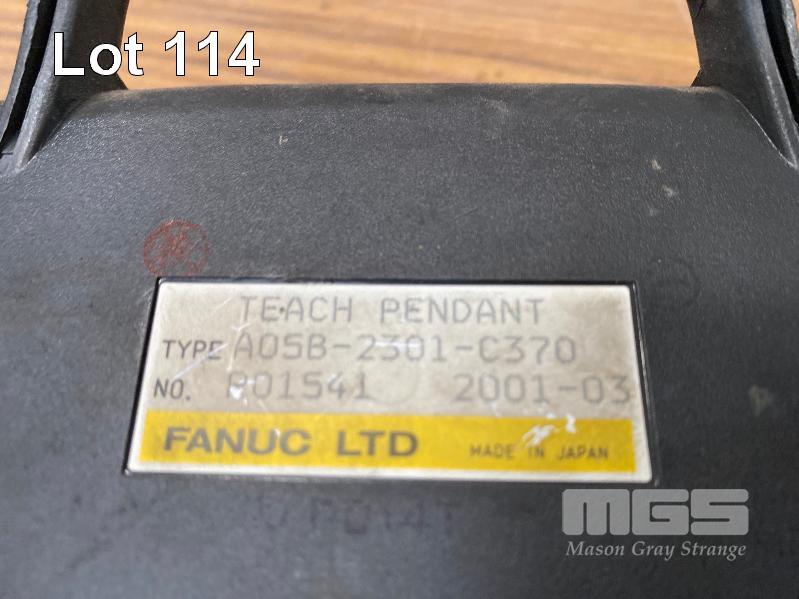 Lot 114
TEACH PENDANT
TYPE A05B-2301-C370
NO. P01541 2001-03
FANUC LTD MADE IN JAPAN
MGS
Mason Gray Strange